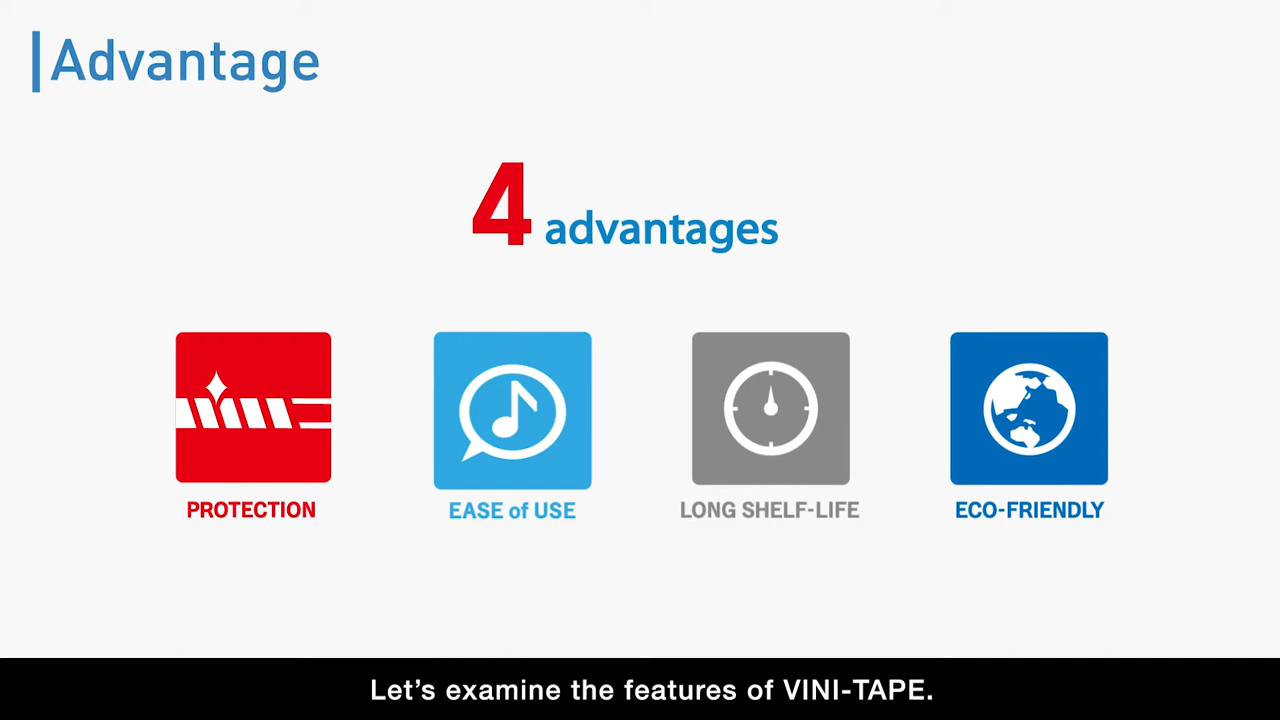 Advantage
4 advantages
PROTECTION
EASE of USE
LONG SHELF-LIFE
ECO-FRIENDLY
Let’s examine the features of VINI-TAPE.